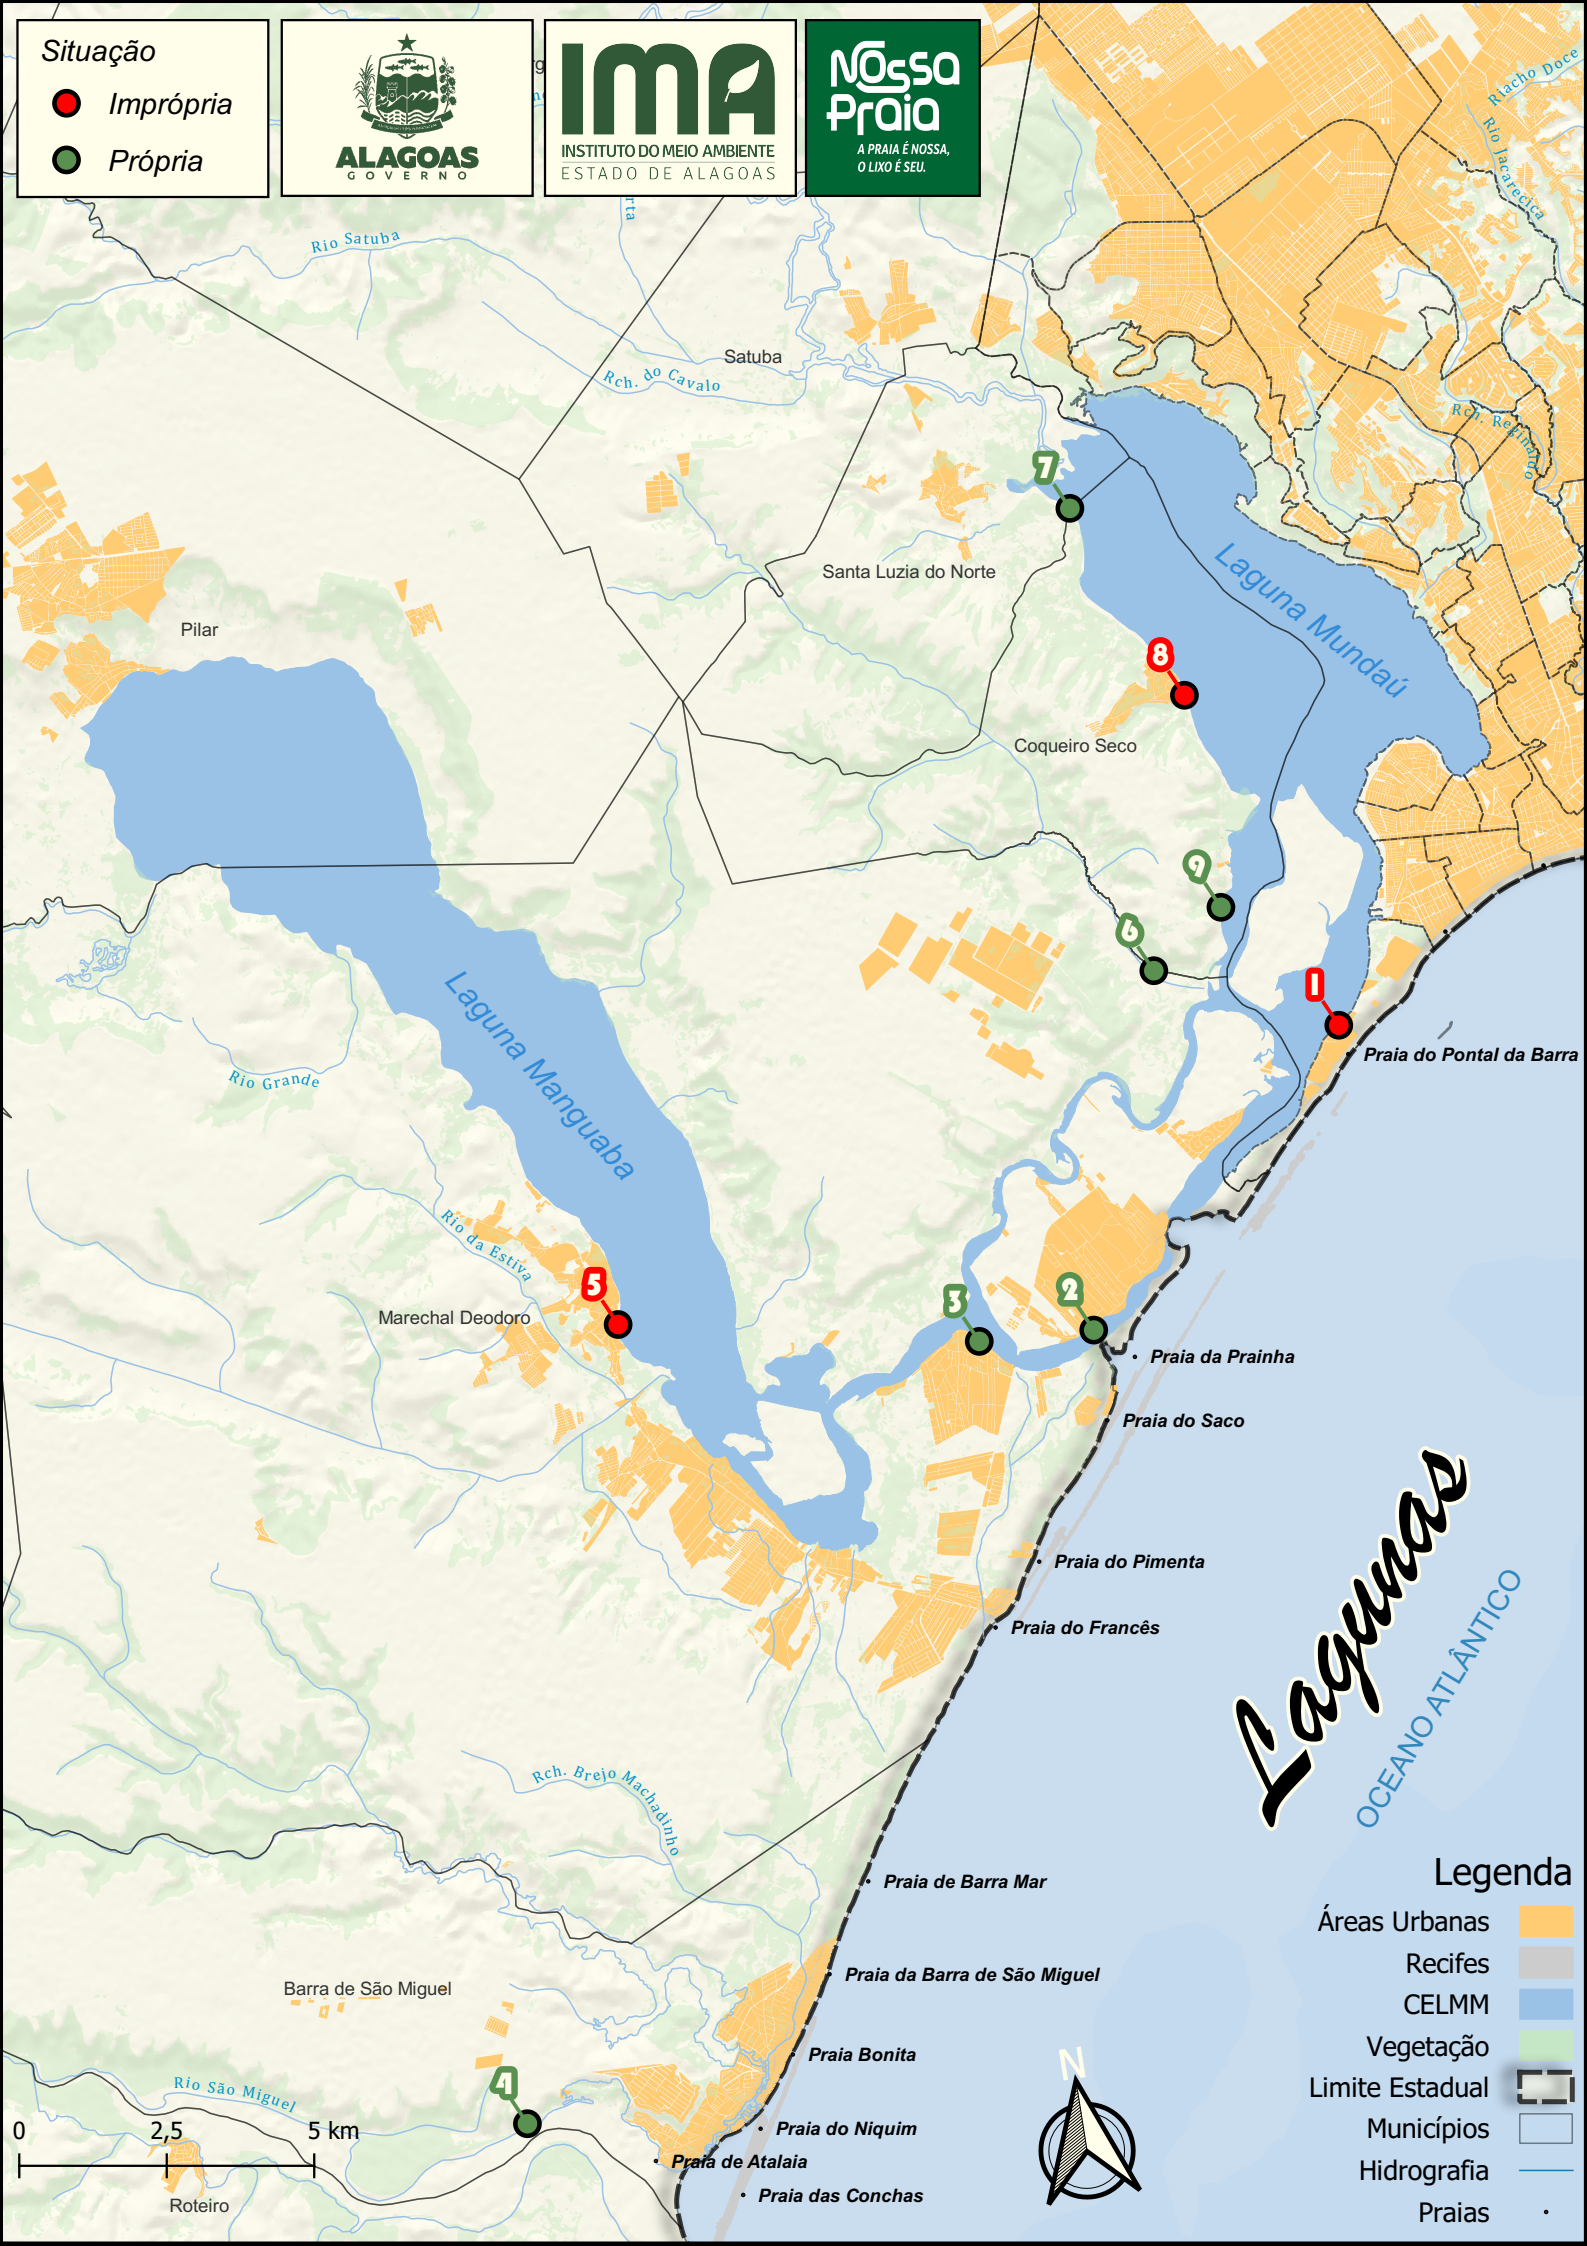 Situação
Imprópria
Própria
ALAGOAS
GOVERNO
IMA
INSTITUTO DO MEIO AMBIENTE
ESTADO DE ALAGOAS
Nossa
Praia
A PRAIA É NOSSA,
O LIXO É SEU.
Riacho Doce
Rio Jacarecica
Rio Satuba
Satuba
Rch. do Cavalo
Rch. Reginaldo
7
Laguna Mundaú
Santa Luzia do Norte
Pilar
8
Coqueiro Seco
9
6
1
Laguna Manguaba
Praia do Pontal da Barra
Rio Grande
Rio da Estiva
5
Marechal Deodoro
3
2
Praia da Prainha
Praia do Saco
Praia do Pimenta
Praia do Francês
Lagunas
OCEANO ATLÂNTICO
Rch. Brejo Machadinho
Praia de Barra Mar
Praia da Barra de São Miguel
Barra de São Miguel
Praia Bonita
4
Rio São Miguel
Praia do Niquim
Praia de Atalaia
Praia das Conchas
Roteiro
0 2,5 5 km
N
Legenda
Áreas Urbanas
Recifes
CELMM
Vegetação
Limite Estadual
Municípios
Hidrografia
Praias